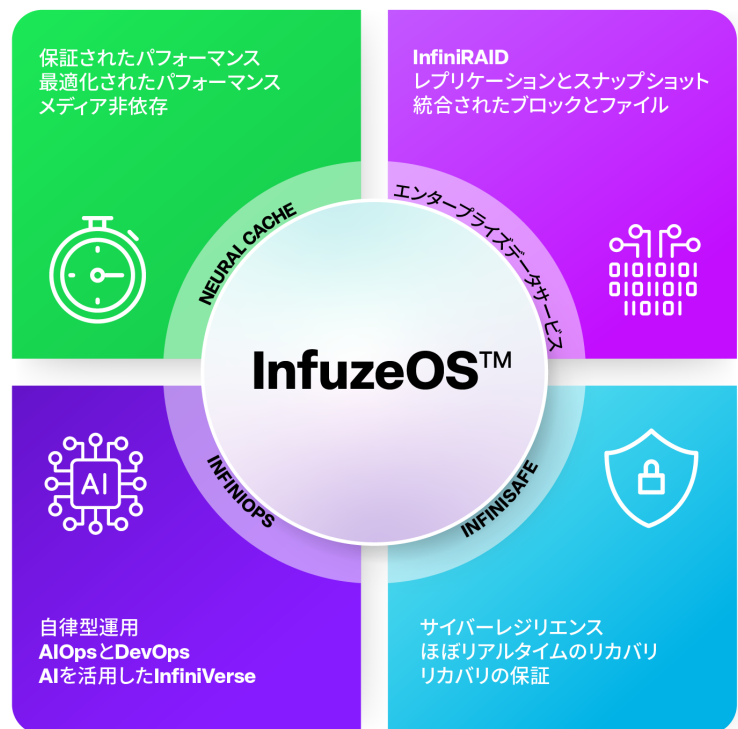 保証されたパフォーマンス
最適化されたパフォーマンス
メディア非依存
InfiniRAID
レプリケーションとスナップショット
統合されたブロックとファイル
NEURAL CACHE
エンタープライズデータサービス
01010101
0101101010
110101
InfuzeOS™
AI
INFINIOPS
INFINISAFE
自律型運用
AIOpsとDevOps
AIを活用したInfiniVerse
サイバーレジリエンス
ほぼリアルタイムのリカバリ
リカバリの保証